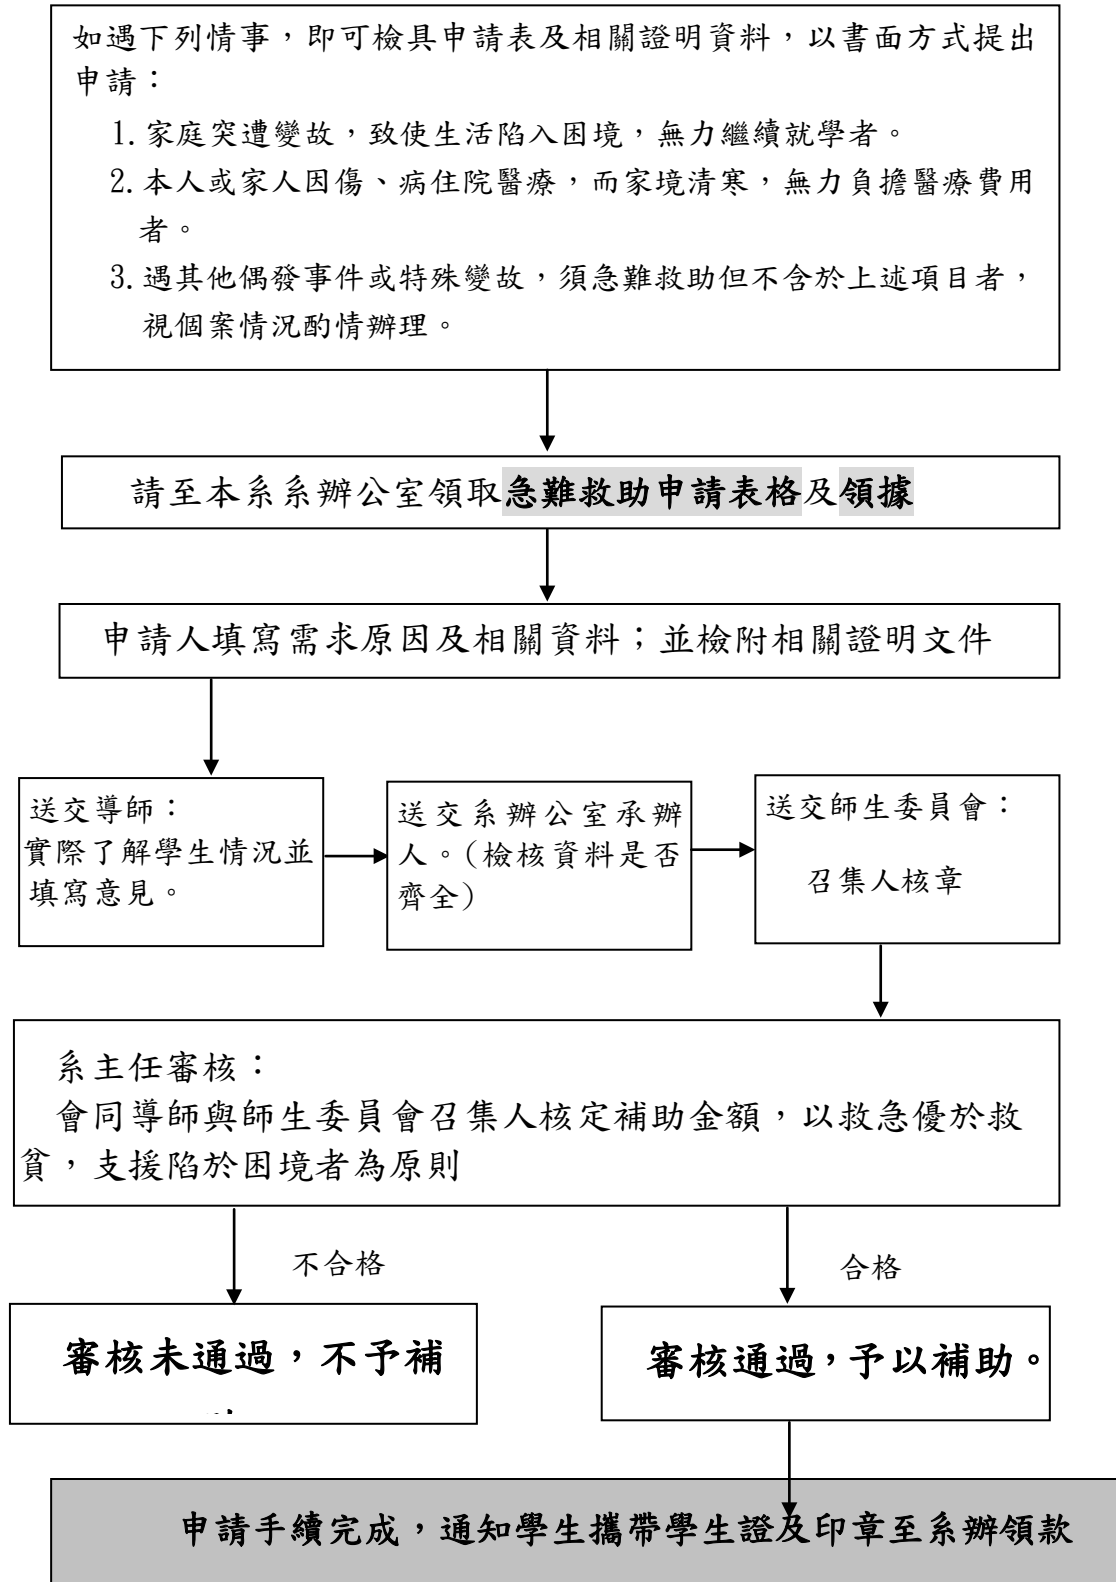 如遇下列情事，即可檢具申請表及相關證明資料，以書面方式提出
申請：
1. 家庭突遭變故，致使生活陷入困境，無力繼續就學者。
2. 本人或家人因傷、病住院醫療，而家境清寒，無力負擔醫療費用
者。
3. 遇其他偶發事件或特殊變故，須急難救助但不含於上述項目者，
視個案情況酌情辦理。
請至本系系辦公室領取急難救助申請表格及領據
申請人填寫需求原因及相關資料；並檢附相關證明文件
送交導師：
實際了解學生情況並
填寫意見。
送交系辦公室承辦
人。(檢核資料是否
齊全)
送交師生委員會：
召集人核章
系主任審核：
會同導師與師生委員會召集人核定補助金額，以救急優於救
貧，支援陷於困境者為原則
不合格
合格
審核未通過，不予補
審核通過，予以補助。
申請手續完成，通知學生攜帶學生證及印章至系辦領款